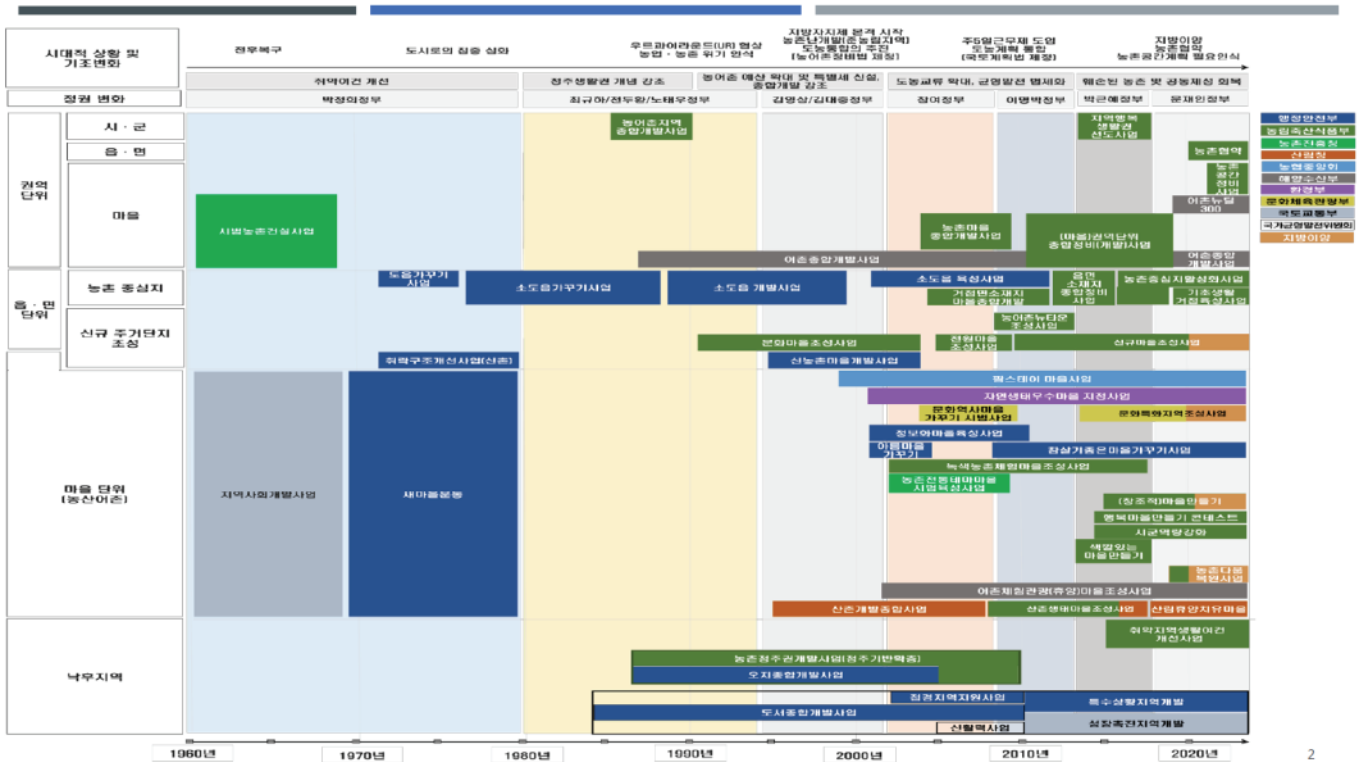 시대적 상황 및
기조변화
전후복구
도시로의 집중 심화
우르과이라운드(UR) 협상
농업·농촌 위기 인식
지방자치제 본격 시작
농촌난개발(준농림지역)
도농통합의 추진
(농어촌정비법 제정)
주5일근무제 도입
도농계획 통합
(국토계획법 제정)
지방이양
농촌협약
농촌공간계획 필요인식
취약여건 개선
정주생활권 개념 강조
농어촌 예산 확대 및 특별세 신설,
종합개발 강조
도농교류 확대, 균형발전 법제화
훼손된 농촌 및 공동체성 회복
정권 변화
박정희정부
최규하/전두환/노태우정부
김영삼/김대중정부
참여정부
이명박정부
박근혜정부
문재인정부
권역
단위
시·군
읍·면
마을
농어촌지역
종합개발사업
지역행복
생활권
선도사업
농촌협약
농촌
공간
정비
사업
어촌뉴딜
300
시범농촌건설사업
농촌마을
종합개발사업
(마을)권역단위
종합정비(개발)사업
어촌종합개발사업
어촌종합
개발사업
행정안전부
농림축산식품부
농촌진흥청
산림청
농협중앙회
해양수산부
환경부
문화체육관광부
국토교통부
국가균형발전위원회
지방이양
읍·면
단위
농촌 중심지
도읍가꾸기
사업
소도읍가꾸기사업
소도읍 개발사업
소도읍 육성사업
거점면소재지
마을종합개발
읍면
소재지
종합정비
사업
농촌중심지활성화사업
기초생활
거점육성사업
신규 주거단지
조성
농어촌뉴타운
조성사업
문화마을조성사업
전원마을
조성사업
신규마을조성사업
취락구조개선사업(산촌)
신농촌마을개발사업
마을 단위
(농산어촌)
지역사회개발사업
새마을운동
팜스테이 마을사업
자연생태우수마을 지정사업
문화역사마을
가꾸기 시범사업
문화특화지역조성사업
정보화마을육성사업
아름마을
가꾸기
참살기좋은마을가꾸기사업
녹색농촌체험마을조성사업
농촌전통테마마을
시업육성사업
(창조적)마을만들기
행복마을만들기 콘테스트
시군역량강화
색깔있는
마을만들기
농촌다움
복원사업
어촌체험관광(휴양)마을조성사업
산촌개발종합사업
산촌생태마을조성사업
산림휴양치유마을
낙후지역
취약지역생활여건
개선사업
농촌정주권개발사업(정주기반확충)
오지종합개발사업
접경지역지원사업
특수상황지역개발
도서종합개발사업
신활력사업
성장촉진지역개발
1960년
1970년
1980년
1990년
2000년
2010년
2020년
2